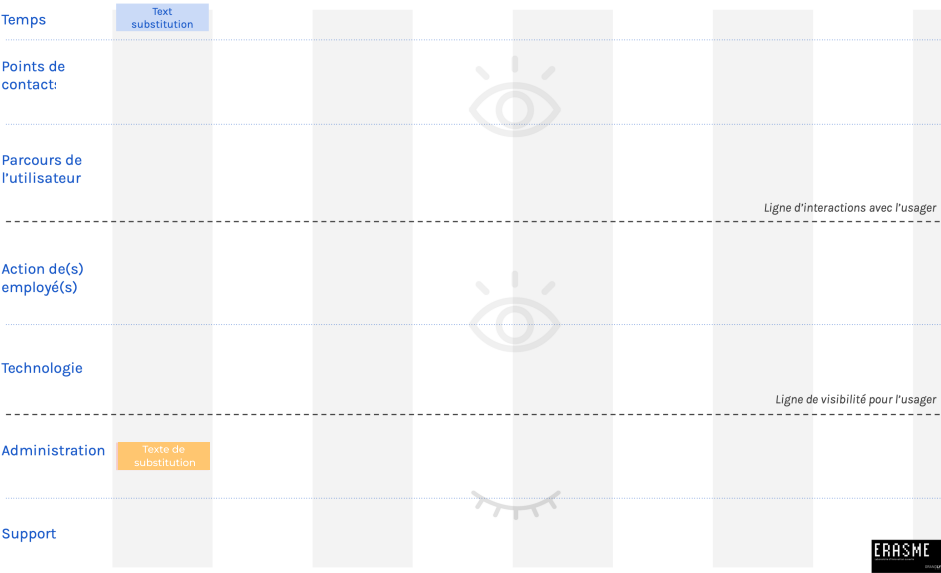 Temps
Text
substitution
Points de
contacts
Parcours de
l'utilisateur
Ligne d'interactions avec l'usager
Action de(s)
employé(s)
Technologie
Ligne de visibilité pour l'usager
Administration
Texte de
substitution
Support
ERASME